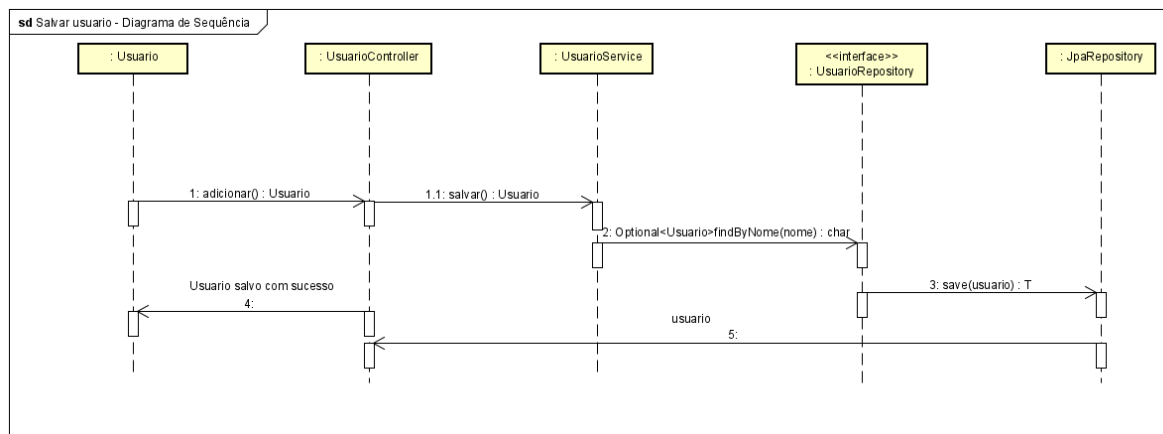 sd Salvar usuario - Diagrama de Sequência
: Usuario
: UsuarioController
: UsuarioService
<<interface>>
: UsuarioRepository
: JpaRepository
1: adicionar() : Usuario
1.1: salvar() : Usuario
2: Optional<Usuario>findByNome(nome) : char
Usuario salvo com sucesso
4:
3: save(usuario) : T
usuario
5: